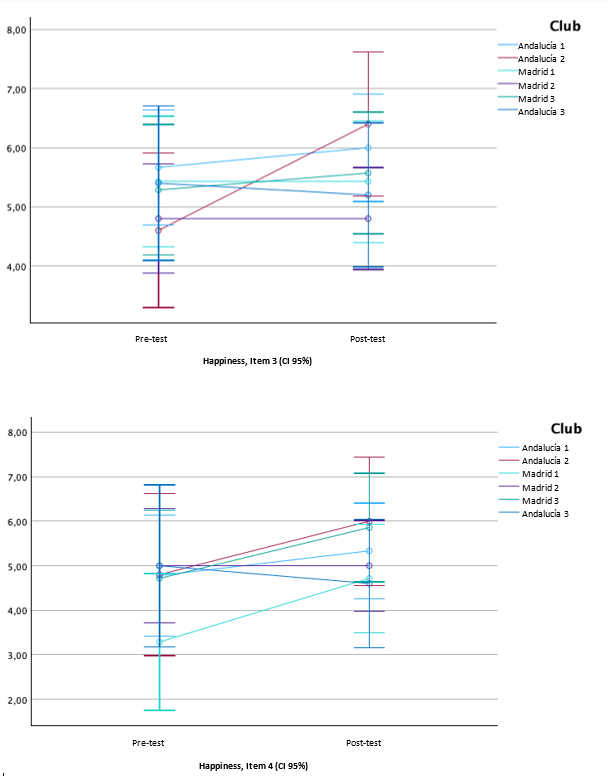 Club
8,00
Andalucía 1
Andalucía 2
Madrid 1
7,00
Madrid 2
Madrid 3
Andalucía 3
6,00
5,00
4,00
Pre-test
Post-test
Happiness, Item 3 (CI 95%)
Club
8,00
Andalucía 1
Andalucía 2
7,00
Madrid 1
Madrid 2
Madrid 3
6,00
Andalucía 3
5,00
4,00
3,00
2,00
Pre-test
Post-test
Happiness, Item 4 (CI 95%)